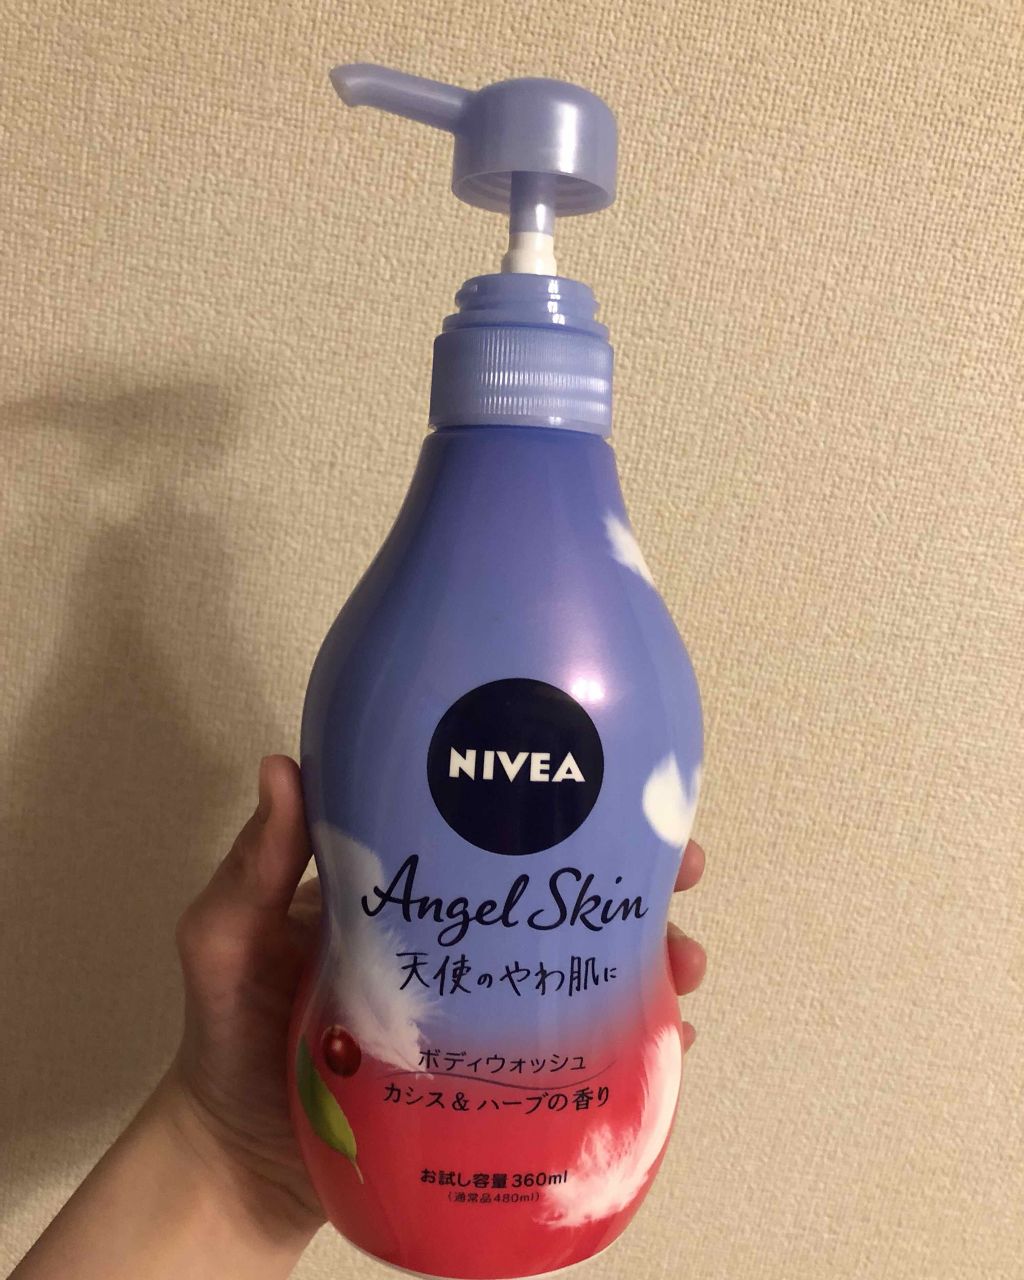 NIVEA
Angel Skin
天使のやわ肌に
ボディウォッシュ
カシス&ハーブの香り
お試し容量360ml
(通常品480ml)